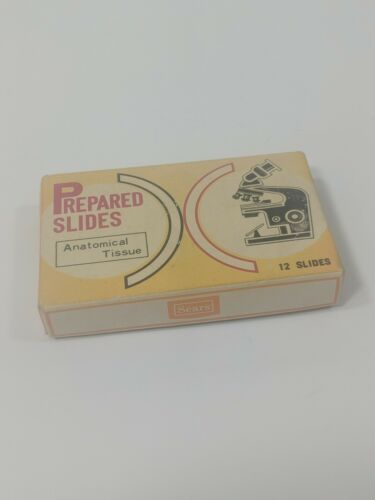 PREPARED
SLIDES
Anatomical
Tissue
12 SLIDES
Sears